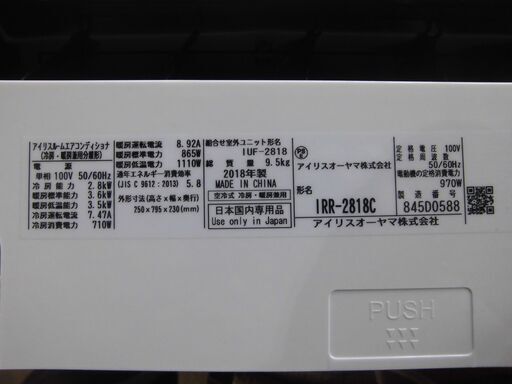 アイリスルームエアコンディショナ
(冷房・暖房兼用分離形)
電 源
単相 100V 50/60Hz
冷 房 能 力 2.8kW
暖房標準能力 3.6kW
暖房低温能力 3.5kW
冷房運転電流 7.47A
冷房消費電力 710W
暖房運転電流 8.92A
暖房標準電力 865W
暖房低温電力 1110W
通年エネルギー消費効率
(JIS C 9612:2013) 5.8
外形寸法(高さx幅x奥行)
250x795x230(mm)
組合せ室外ユニット形名
IUF-2818
総 質 量 9.5kg
2018年製
MADE IN CHINA
空冷式 冷房・暖房兼用
日本国内専用品
Use only in Japan
アイリスオーヤマ株式会社
形名
IRR-2818C
アイリスオーヤマ株式会社
定 格 電 圧 100V
定 格 周 波 数
50/60Hz
電動機の定格消費電力
970W
製 造 番 号
845D0588
PUSH